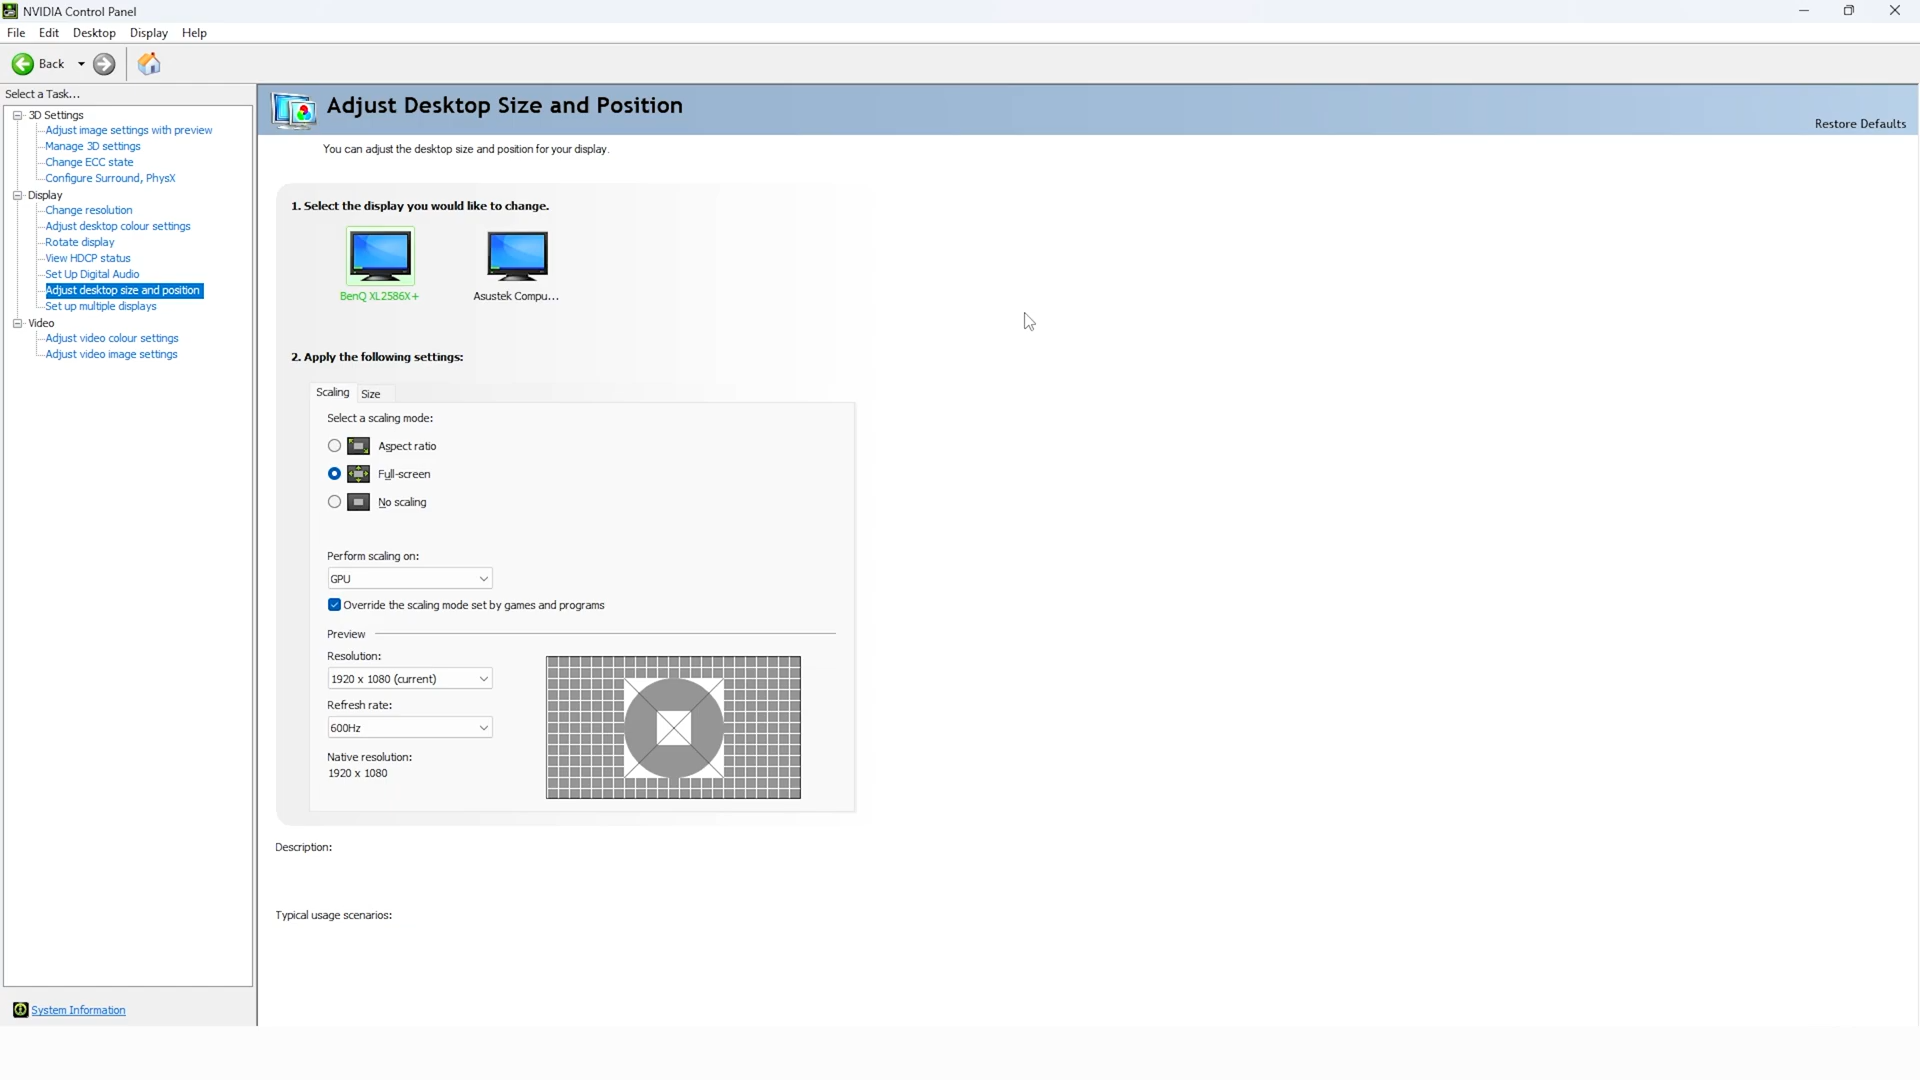 NVIDIA Control Panel
File Edit Desktop Display Help
Back
Select a Task...
3D Settings
Adjust image settings with preview
Manage 3D settings
Change ECC state
Configure Surround, PhysX
Display
Change resolution
Adjust desktop colour settings
Rotate display
View HDCP status
Set Up Digital Audio
Adjust desktop size and position
Set up multiple displays
Video
Adjust video colour settings
Adjust video image settings
System Information
Adjust Desktop Size and Position
Restore Defaults
You can adjust the desktop size and position for your display.
1. Select the display you would like to change.
BenQ XL2586X+ Asustek Compu...
2. Apply the following settings:
Scaling Size
Select a scaling mode:
Aspect ratio
Full-screen
No scaling
Perform scaling on:
GPU
Override the scaling mode set by games and programs
Preview
Resolution:
1920 x 1080 (current)
Refresh rate:
600Hz
Native resolution:
1920 x 1080
Description:
Typical usage scenarios: